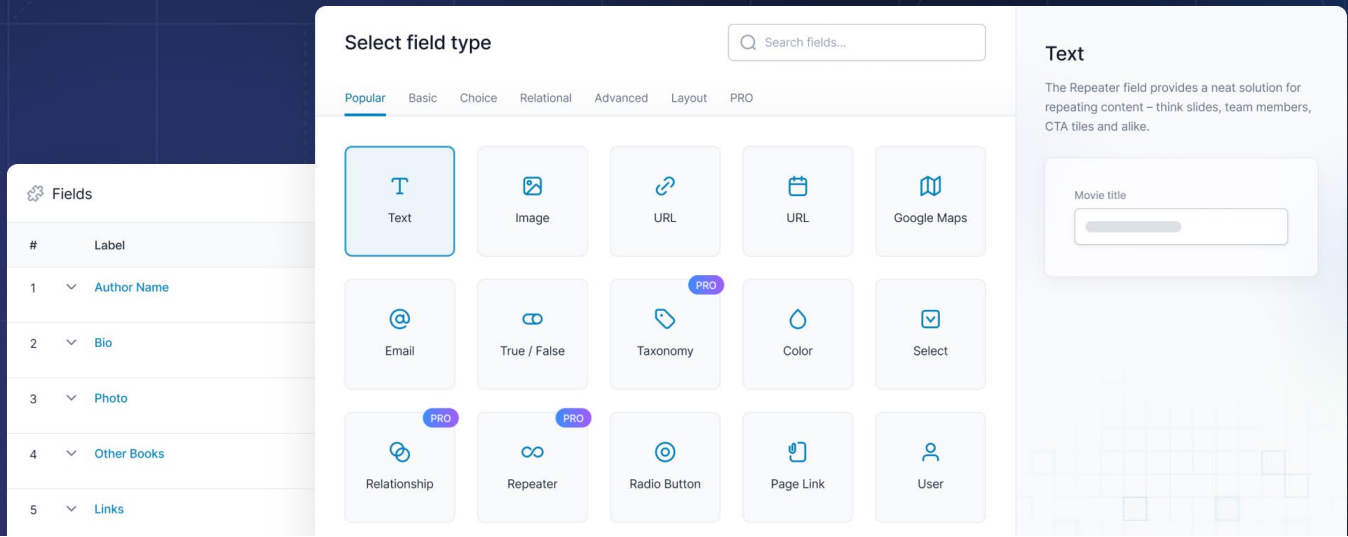 Select field type
Search fields...
Popular Basic Choice Relational Advanced Layout PRO
Text
Image
URL
URL
Google Maps
Email
True / False
PRO
Taxonomy
Color
Select
PRO
Relationship
PRO
Repeater
Radio Button
Page Link
User
Text
The Repeater field provides a neat solution for
repeating content – think slides, team members,
CTA tiles and alike.
Movie title
Fields
# Label
1 Author Name
2 Bio
3 Photo
4 Other Books
5 Links